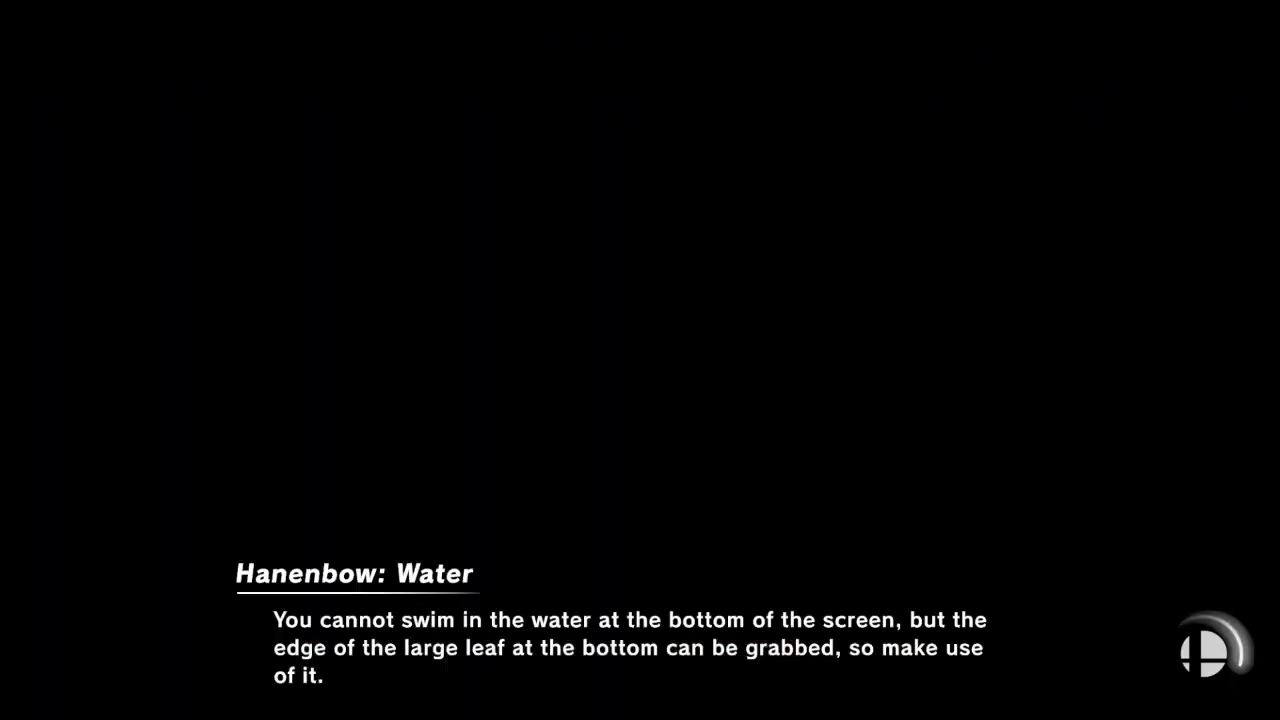 Hanenbow: Water
You cannot swim in the water at the bottom of the screen, but the
edge of the large leaf at the bottom can be grabbed, so make use
of it.